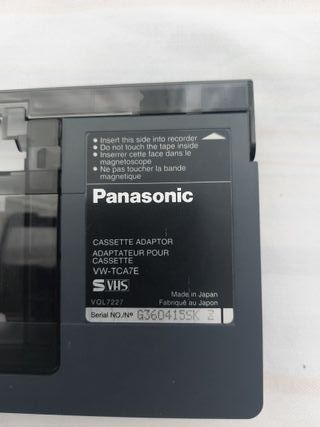 • Insert this side into recorder
• Do not touch the tape inside
• Inserrer cette face dans le
magnetoscope
• Ne pas toucher la bande
magnetique
Panasonic
CASSETTE ADAPTOR
ADAPTATEUR POUR
CASSETTE
VW-TCA7E
S VHS
VQL7227
Made in Japan
Fabriqué au Japon
Serial NO./Nº G360415SK Z